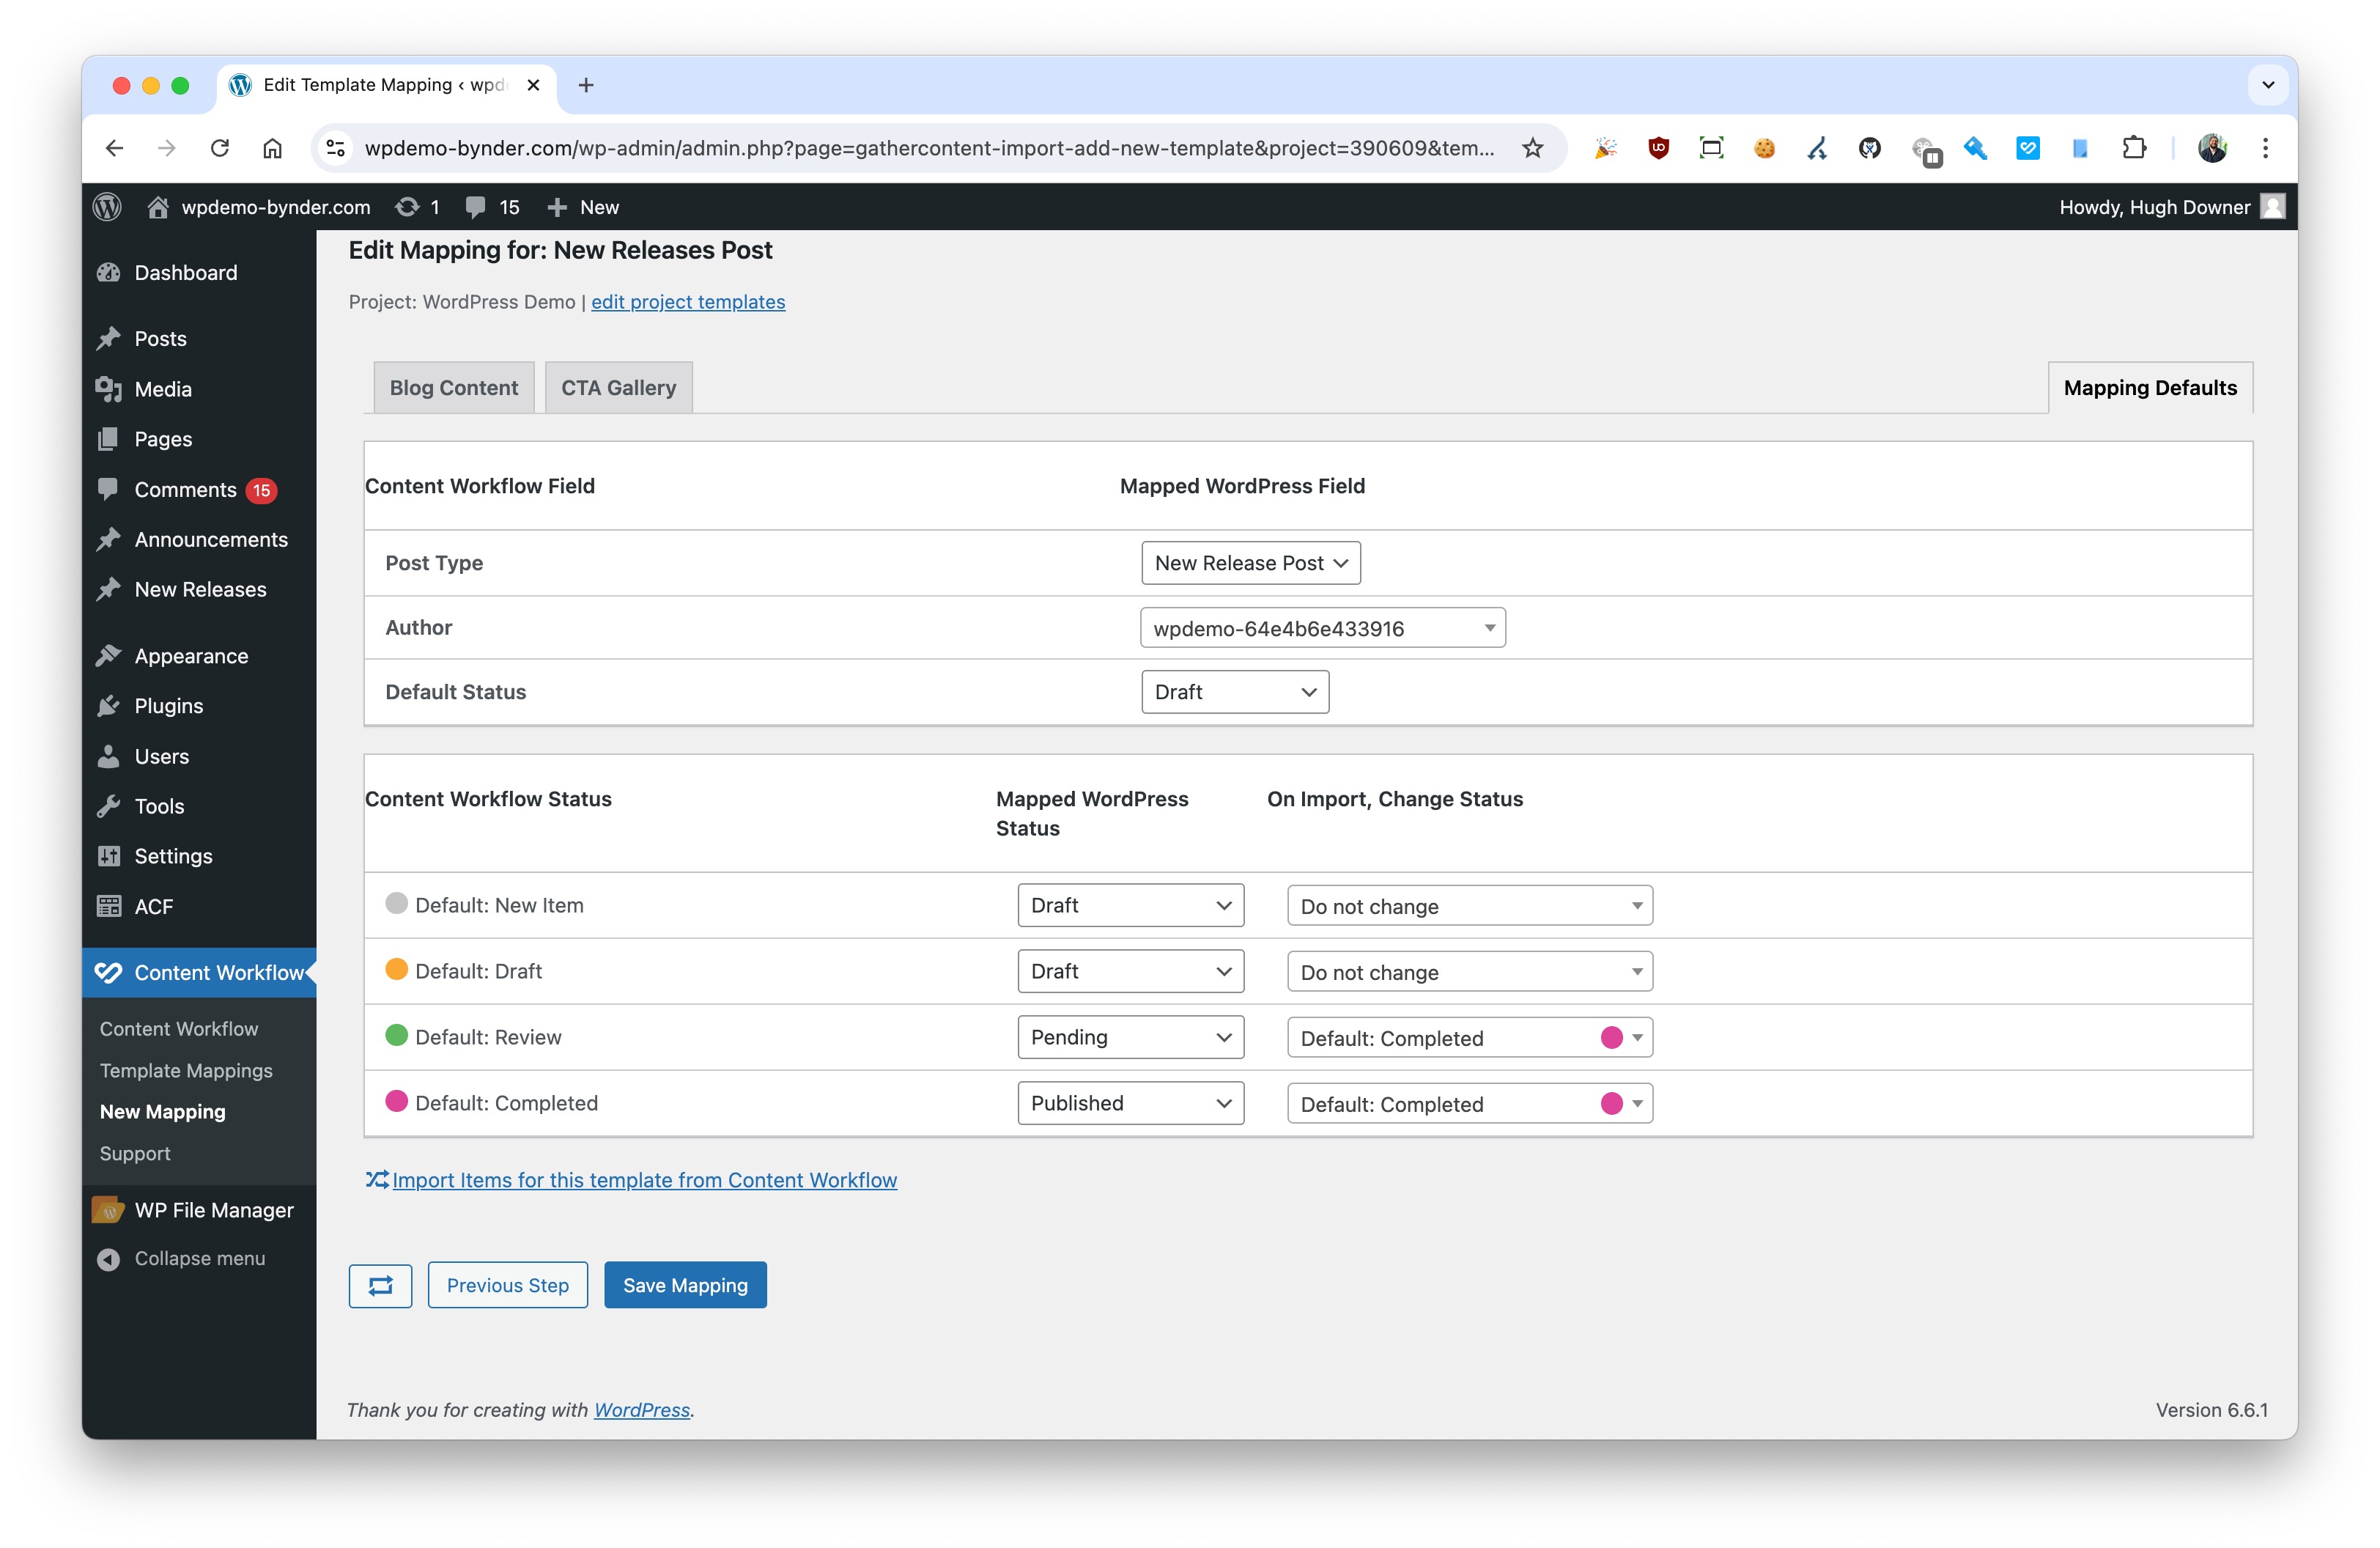 Edit Template Mapping ‹ wpd
wpdemo-bynder.com/wp-admin/admin.php?page=gathercontent-import-add-new-template&project=390609&tem...
wpdemo-bynder.com 1 15 New
Howdy, Hugh Downer
Dashboard
Posts
Media
Pages
Comments 15
Announcements
New Releases
Appearance
Plugins
Users
Tools
Settings
ACF
Content Workflow
Content Workflow
Template Mappings
New Mapping
Support
WP File Manager
Collapse menu
Edit Mapping for: New Releases Post
Project: WordPress Demo | edit project templates
Blog Content CTA Gallery Mapping Defaults
Content Workflow Field Mapped WordPress Field
Post Type New Release Post
Author wpdemo-64e4b6e433916
Default Status Draft
Content Workflow Status Mapped WordPress Status On Import, Change Status
Default: New Item Draft Do not change
Default: Draft Draft Do not change
Default: Review Pending Default: Completed
Default: Completed Published Default: Completed
Import Items for this template from Content Workflow
Previous Step Save Mapping
Thank you for creating with WordPress.
Version 6.6.1